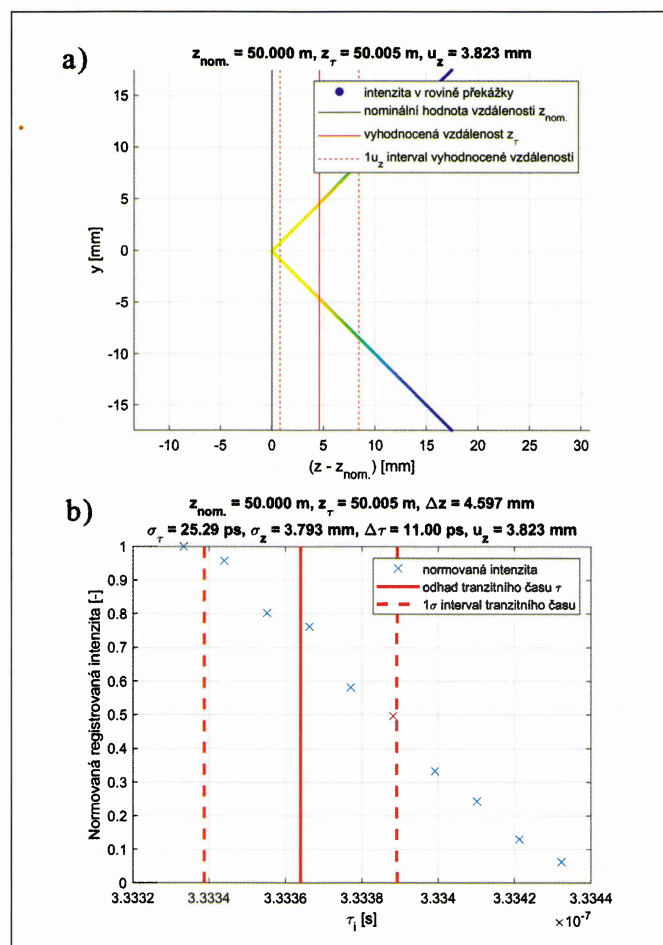 a)
z_nom. = 50.000 m, z_τ = 50.005 m, u_z = 3.823 mm
intenzita v rovině překážky
nominální hodnota vzdálenosti z_nom.
vyhodnocená vzdálenost z_τ
1u_z interval vyhodnocené vzdálenosti
y [mm]
15
10
5
0
-5
-10
-15
-10 -5 0 5 10 15 20 25 30
(z - z_nom.) [mm]
b)
z_nom. = 50.000 m, z_τ = 50.005 m, Δz = 4.597 mm
σ_τ = 25.29 ps, σ_z = 3.793 mm, Δτ = 11.00 ps, u_z = 3.823 mm
normovaná intenzita
odhad tranzitního času τ
1σ interval tranzitního času
Normovaná registrovaná intenzita [-]
1
0.9
0.8
0.7
0.6
0.5
0.4
0.3
0.2
0.1
0
3.3332 3.3334 3.3336 3.3338 3.334 3.3342 3.3344
τ_i [s]
×10⁻⁷